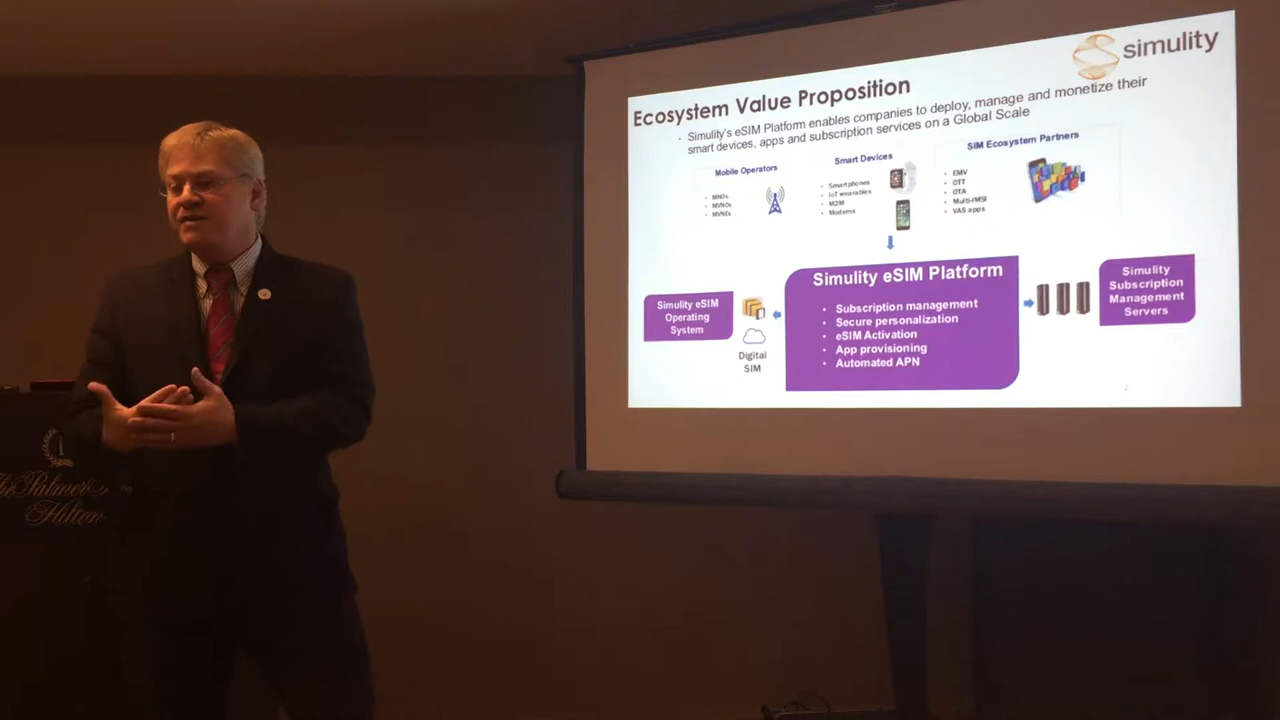 simulity
Ecosystem Value Proposition
• Simulity's eSIM Platform enables companies to deploy, manage and monetize their
smart devices, apps and subscription services on a Global Scale
Mobile Operators
• MNOs
• MVNOs
• MVNEs
Smart Devices
• Smartphones
• IoT wearables
• M2M
• Modems
SIM Ecosystem Partners
• EMV
• OTT
• OTA
• Multi-IMSI
• VAS apps
Simulity eSIM
Operating
System
Digital
SIM
Simulity eSIM Platform
• Subscription management
• Secure personalization
• eSIM Activation
• App provisioning
• Automated APN
Simulity
Subscription
Management
Servers
2
Palmer
Hilton